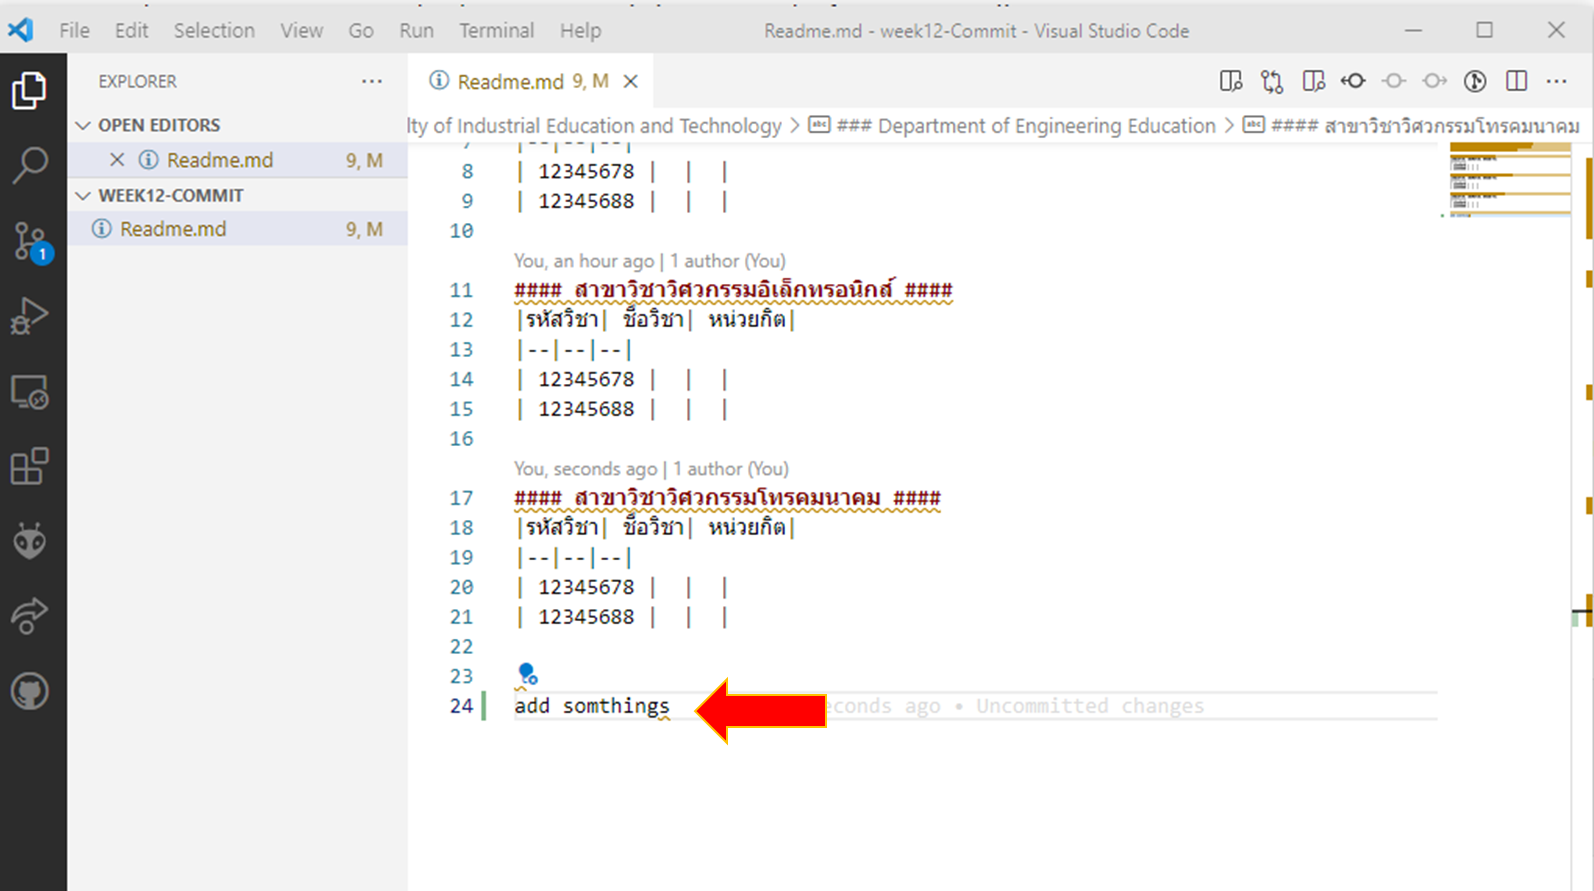 File Edit Selection View Go Run Terminal Help Readme.md - week12-Commit - Visual Studio Code
EXPLORER ···
Readme.md 9, M
OPEN EDITORS
Readme.md 9, M
WEEK12-COMMIT
Readme.md 9, M
lty of Industrial Education and Technology > ### Department of Engineering Education > #### สาขาวิชาวิศวกรรมโทรคมนาคม
7 |--|--|--|
8 | 12345678 | | |
9 | 12345688 | | |
10
You, an hour ago | 1 author (You)
11 #### สาขาวิชาวิศวกรรมอิเล็กทรอนิกส์ ####
12 |รหัสวิชา| ชื่อวิชา| หน่วยกิต|
13 |--|--|--|
14 | 12345678 | | |
15 | 12345688 | | |
16
You, seconds ago | 1 author (You)
17 #### สาขาวิชาวิศวกรรมโทรคมนาคม ####
18 |รหัสวิชา| ชื่อวิชา| หน่วยกิต|
19 |--|--|--|
20 | 12345678 | | |
21 | 12345688 | | |
22
23
24 add somthings econds ago • Uncommitted changes
1